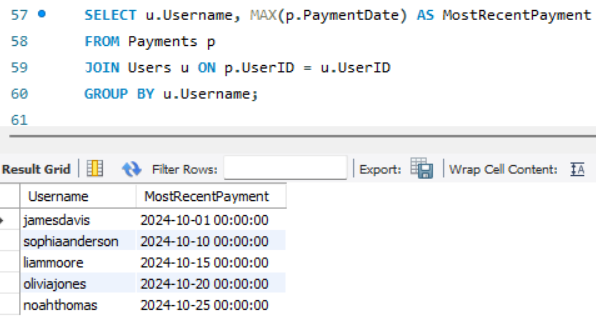 57 SELECT u.Username, MAX(p.PaymentDate) AS MostRecentPayment
58 FROM Payments p
59 JOIN Users u ON p.UserID = u.UserID
60 GROUP BY u.Username;
61
Result Grid Filter Rows: Export: Wrap Cell Content: IA
Username MostRecentPayment
jamesdavis 2024-10-01 00:00:00
sophiaanderson 2024-10-10 00:00:00
liammoore 2024-10-15 00:00:00
oliviajones 2024-10-20 00:00:00
noahthomas 2024-10-25 00:00:00